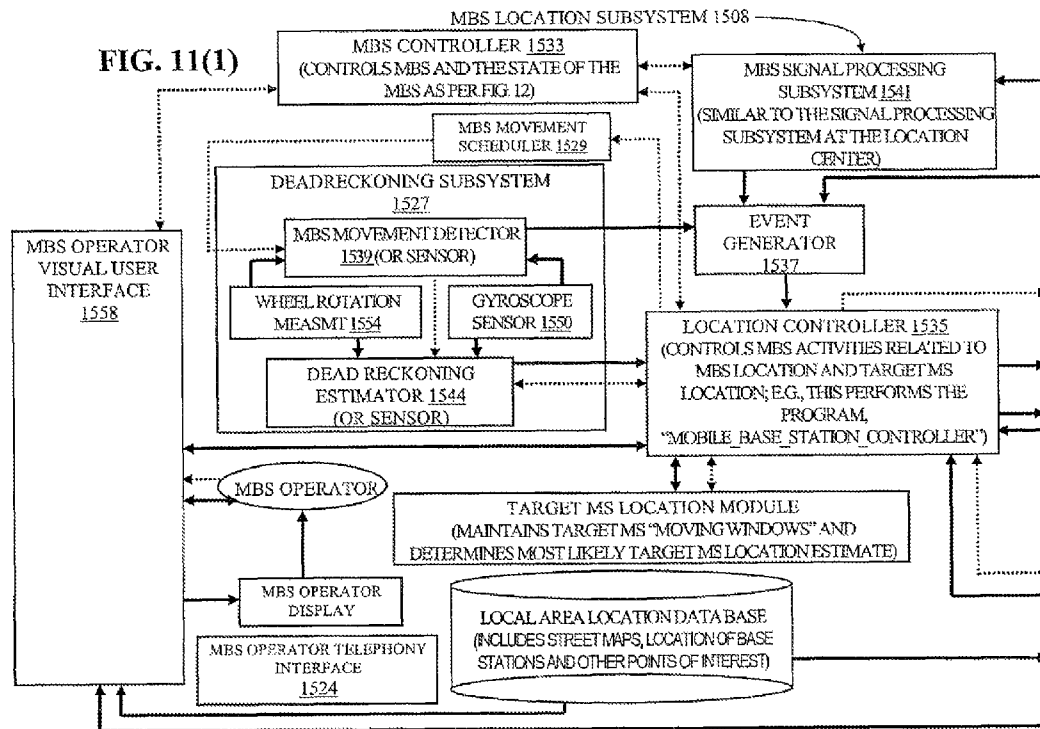 MBS LOCATION SUBSYSTEM 1508
FIG. 11(1)
MBS CONTROLLER 1533
(CONTROLS MBS AND THE STATE OF THE
MBS AS PER FIG. 12)
MBS SIGNAL PROCESSING
SUBSYSTEM 1541
(SIMILAR TO THE SIGNAL PROCESSING
SUBSYSTEM AT THE LOCATION
CENTER)
MBS MOVEMENT
SCHEDULER 1529
DEADRECKONING SUBSYSTEM
1527
MBS MOVEMENT DETECTOR
1539 (OR SENSOR)
EVENT
GENERATOR
1537
MBS OPERATOR
VISUAL USER
INTERFACE
1558
WHEEL ROTATION
MEASMT 1554
GYROSCOPE
SENSOR 1550
DEAD RECKONING
ESTIMATOR 1544
(OR SENSOR)
LOCATION CONTROLLER 1535
(CONTROLS MBS ACTIVITIES RELATED TO
MBS LOCATION AND TARGET MS
LOCATION; E.G., THIS PERFORMS THE
PROGRAM,
"MOBILE_BASE_STATION_CONTROLLER")
MBS OPERATOR
TARGET MS LOCATION MODULE
(MAINTAINS TARGET MS "MOVING WINDOWS" AND
DETERMINES MOST LIKELY TARGET MS LOCATION ESTIMATE)
MBS OPERATOR
DISPLAY
LOCAL AREA LOCATION DATA BASE
(INCLUDES STREET MAPS, LOCATION OF BASE
STATIONS AND OTHER POINTS OF INTEREST)
MBS OPERATOR TELEPHONY
INTERFACE
1524